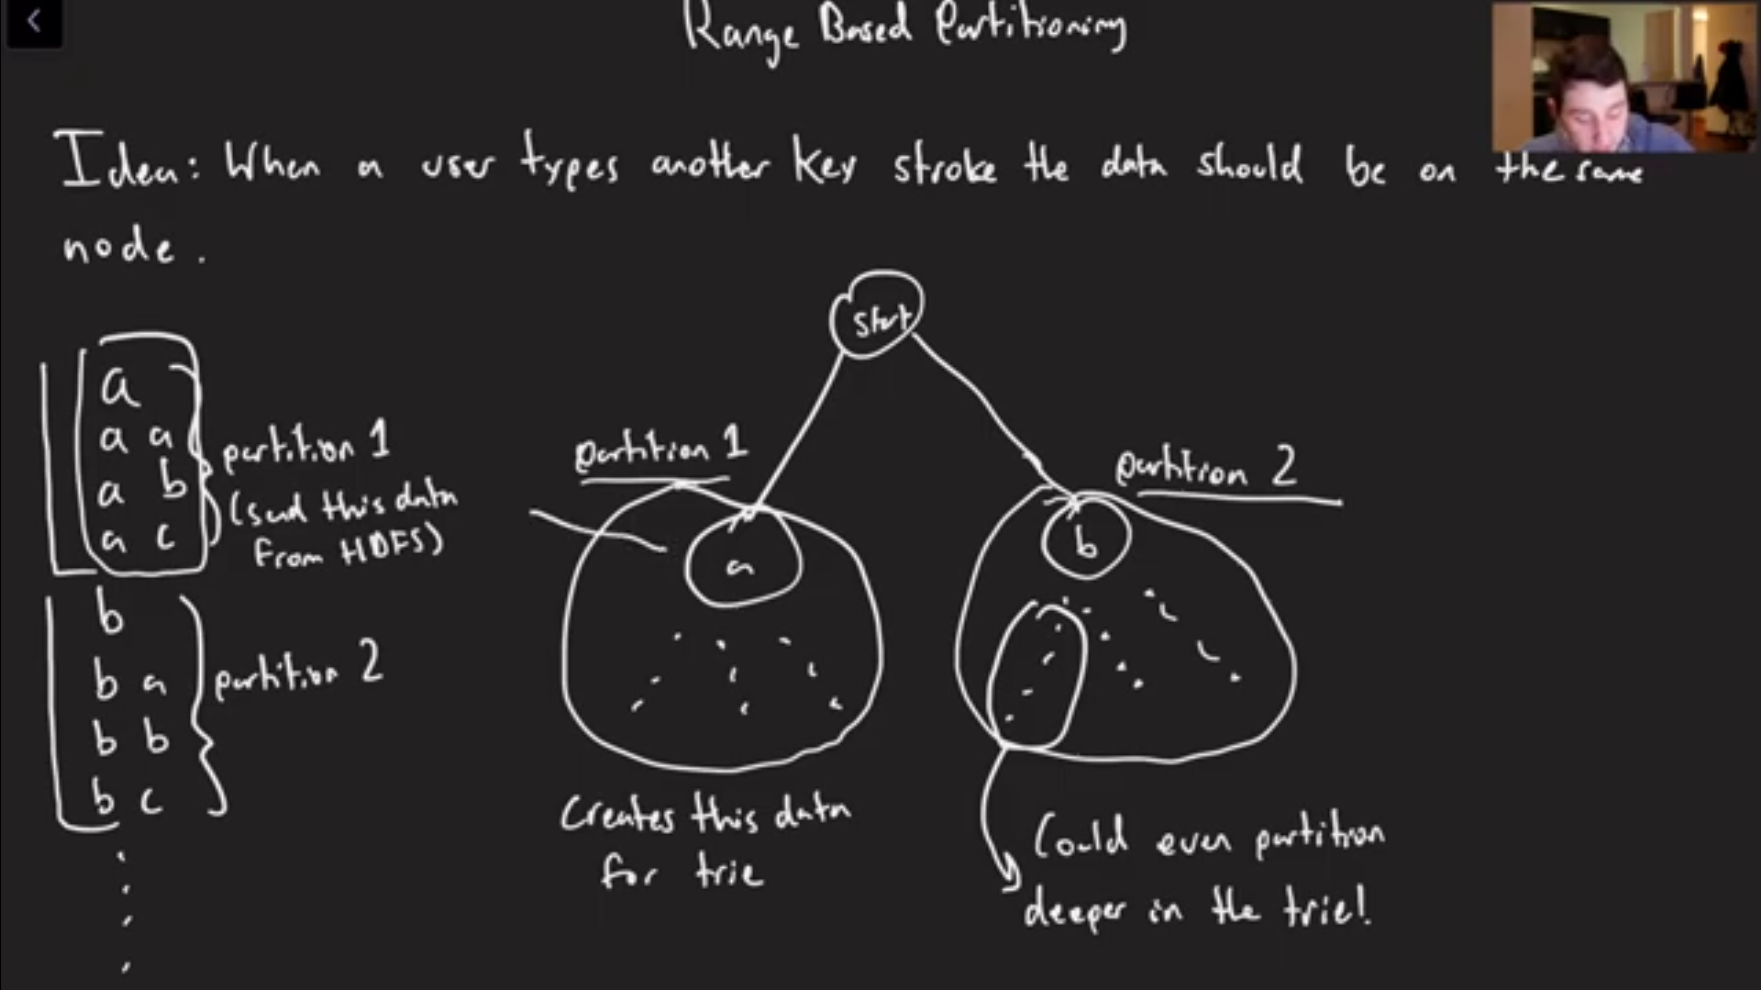 Range Based Partitioning
Idea: When a user types another key stroke the data should be on the same
node.
start
a
a a
a b
a c
partition 1
(send this data
from HDFS)
b
b a
b b
b c
partition 2
partition 1
a
Creates this data
for trie
partition 2
b
Could even partition
deeper in the trie!